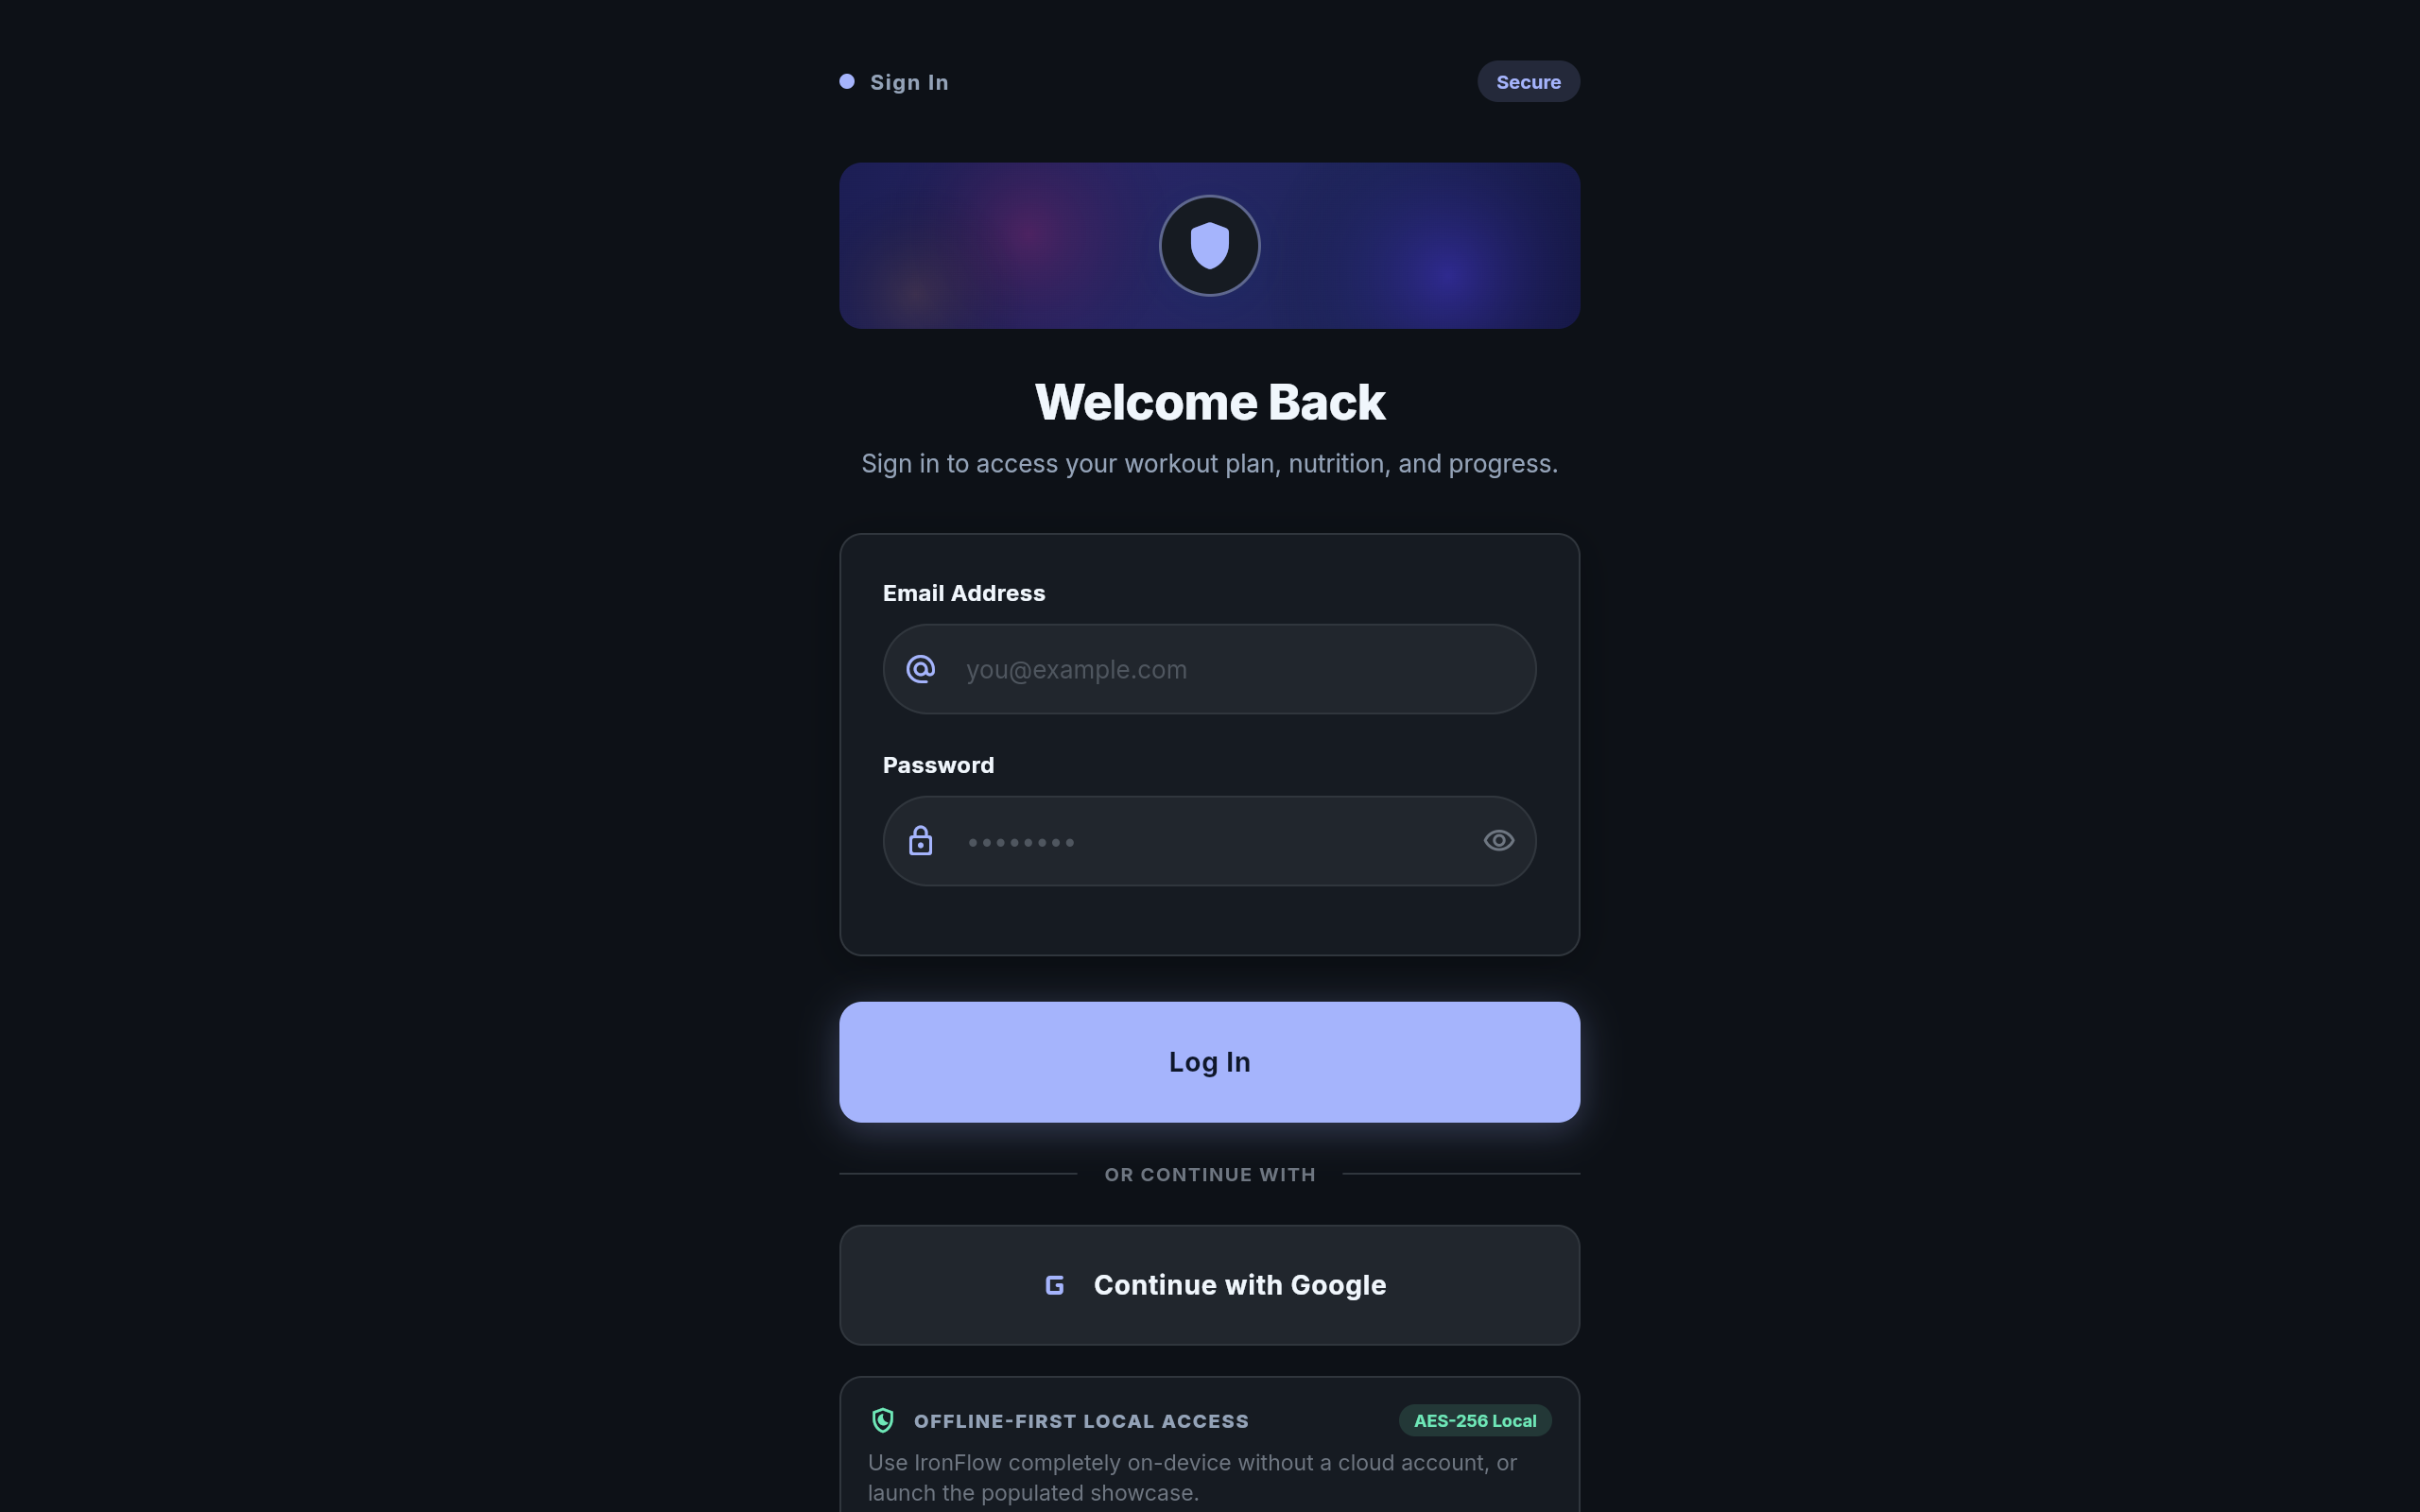 Sign In
Secure
Welcome Back
Sign in to access your workout plan, nutrition, and progress.
Email Address
you@example.com
Password
••••••••
Log In
OR CONTINUE WITH
G Continue with Google
OFFLINE-FIRST LOCAL ACCESS
AES-256 Local
Use IronFlow completely on-device without a cloud account, or
launch the populated showcase.